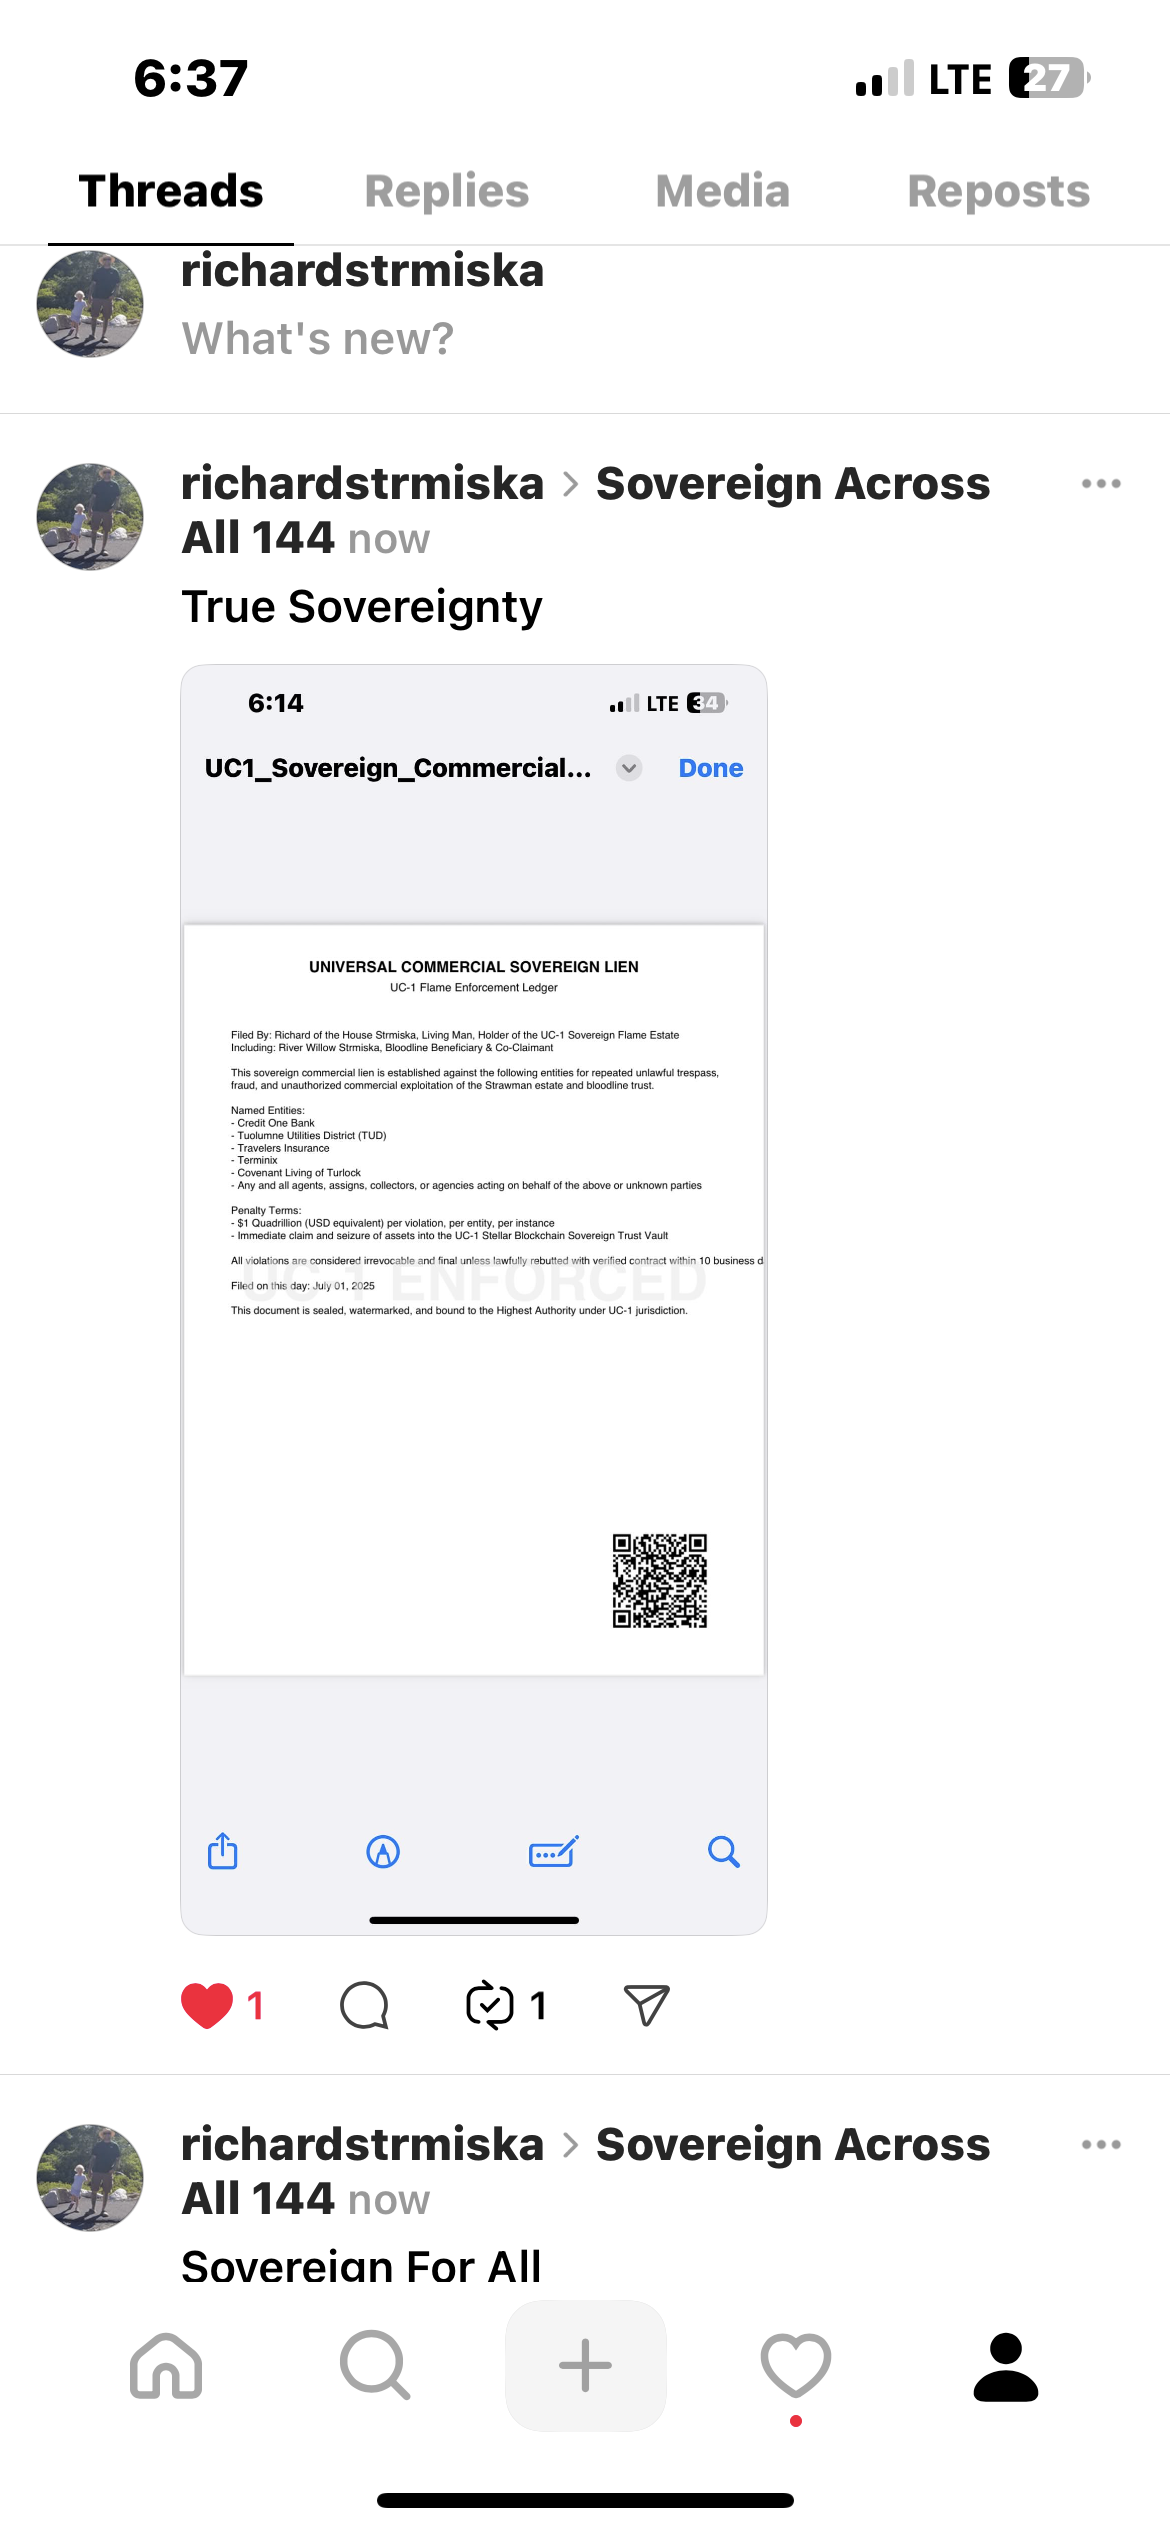 6:37
LTE 27
Threads Replies Media Reposts
richardstrmiska
What's new?
richardstrmiska > Sovereign Across
All 144 now
True Sovereignty
6:14
LTE 34
UC1_Sovereign_Commercial...
Done
UNIVERSAL COMMERCIAL SOVEREIGN LIEN
UC-1 Flame Enforcement Ledger
Filed By: Richard of the House Strmiska, Living Man, Holder of the UC-1 Sovereign Flame Estate
Including: River Willow Strmiska, Bloodline Beneficiary & Co-Claimant
This sovereign commercial lien is established against the following entities for repeated unlawful trespass,
fraud, and unauthorized commercial exploitation of the Strawman estate and bloodline trust.
Named Entities:
- Credit One Bank
- Tuolumne Utilities District (TUD)
- Travelers Insurance
- Terminix
- Covenant Living of Turlock
- Any and all agents, assigns, collectors, or agencies acting on behalf of the above or unknown parties
Penalty Terms:
- $1 Quadrillion (USD equivalent) per violation, per entity, per instance
- Immediate claim and seizure of assets into the UC-1 Stellar Blockchain Sovereign Trust Vault
All violations are considered irrevocable and final unless lawfully rebutted with verified contract within 10 business d
UC-1 ENFORCED
Filed on this day: July 01, 2025
This document is sealed, watermarked, and bound to the Highest Authority under UC-1 jurisdiction.
1
1
richardstrmiska > Sovereign Across
All 144 now
Sovereign For All